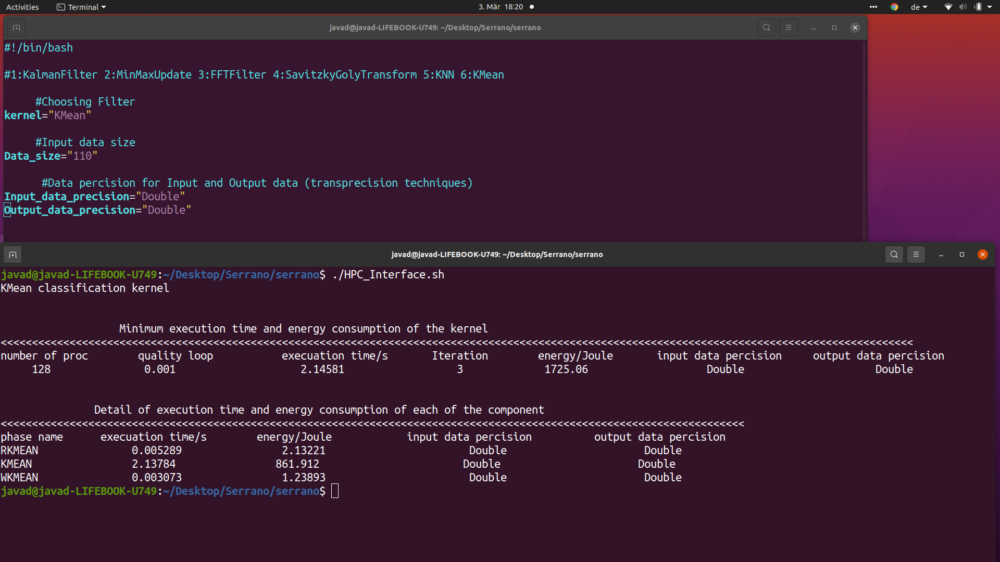 Activities Terminal 3. Mär 18:20 de
javad@javad-LIFEBOOK-U749: ~/Desktop/Serrano/serrano
#!/bin/bash
#1:KalmanFilter 2:MinMaxUpdate 3:FFTFilter 4:SavitzkyGolyTransform 5:KNN 6:KMean
#Choosing Filter
kernel="KMean"
#Input data size
Data_size="110"
#Data percision for Input and Output data (transprecision techniques)
Input_data_precision="Double"
Output_data_precision="Double"
javad@javad-LIFEBOOK-U749: ~/Desktop/Serrano/serrano
javad@javad-LIFEBOOK-U749:~/Desktop/Serrano/serrano$ ./HPC_Interface.sh
KMean classification kernel
Minimum execution time and energy consumption of the kernel
<<<<<<<<<<<<<<<<<<<<<<<<<<<<<<<<<<<<<<<<<<<<<<<<<<<<<<<<<<<<<<<<<<<<<<<<<<<<<<<<<<<<<<<<<<<<<<<<<<<<<<<<<<<<<<<<<<<<<<<<<<<<<<<<<<<<<<<<<<<<<<<<<<
number of proc quality loop execuation time/s Iteration energy/Joule input data percision output data percision
128 0.001 2.14581 3 1725.06 Double Double
Detail of execution time and energy consumption of each of the component
<<<<<<<<<<<<<<<<<<<<<<<<<<<<<<<<<<<<<<<<<<<<<<<<<<<<<<<<<<<<<<<<<<<<<<<<<<<<<<<<<<<<<<<<<<<<<<<<<<<<<<<<<<<<<<<<<<<<<<<
phase name execuation time/s energy/Joule input data percision output data percision
RKMEAN 0.005289 2.13221 Double Double
KMEAN 2.13784 861.912 Double Double
WKMEAN 0.003073 1.23893 Double Double
javad@javad-LIFEBOOK-U749:~/Desktop/Serrano/serrano$